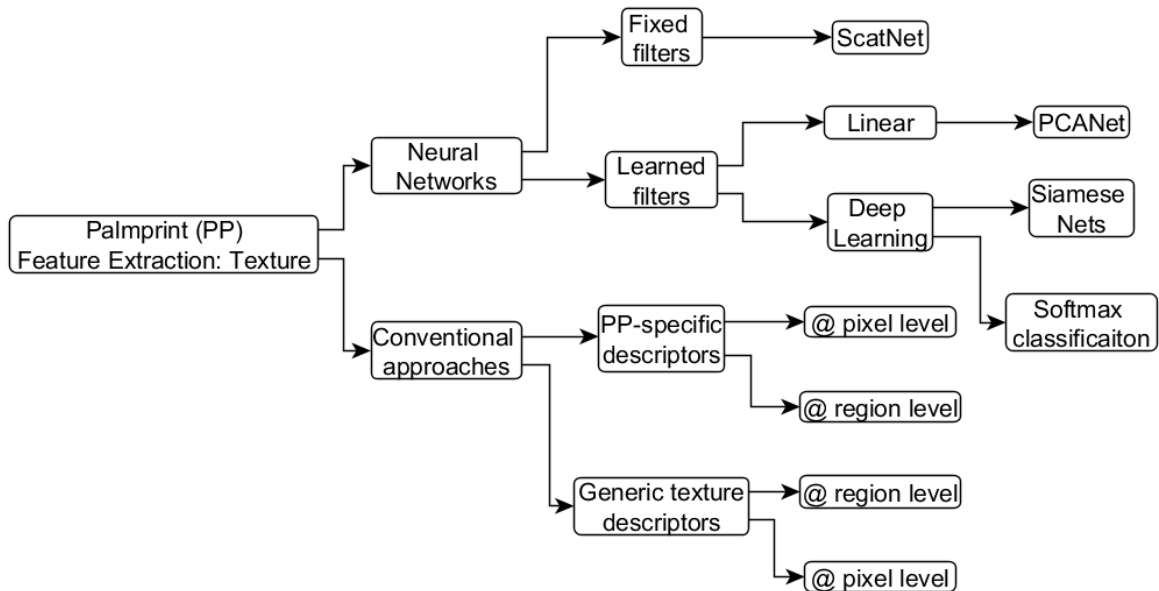 Fixed
filters
ScatNet
Neural
Networks
Learned
filters
Linear
PCANet
Deep
Learning
Siamese
Nets
Softmax
classificaiton
Palmprint (PP)
Feature Extraction: Texture
Conventional
approaches
PP-specific
descriptors
@ pixel level
@ region level
Generic texture
descriptors
@ region level
@ pixel level